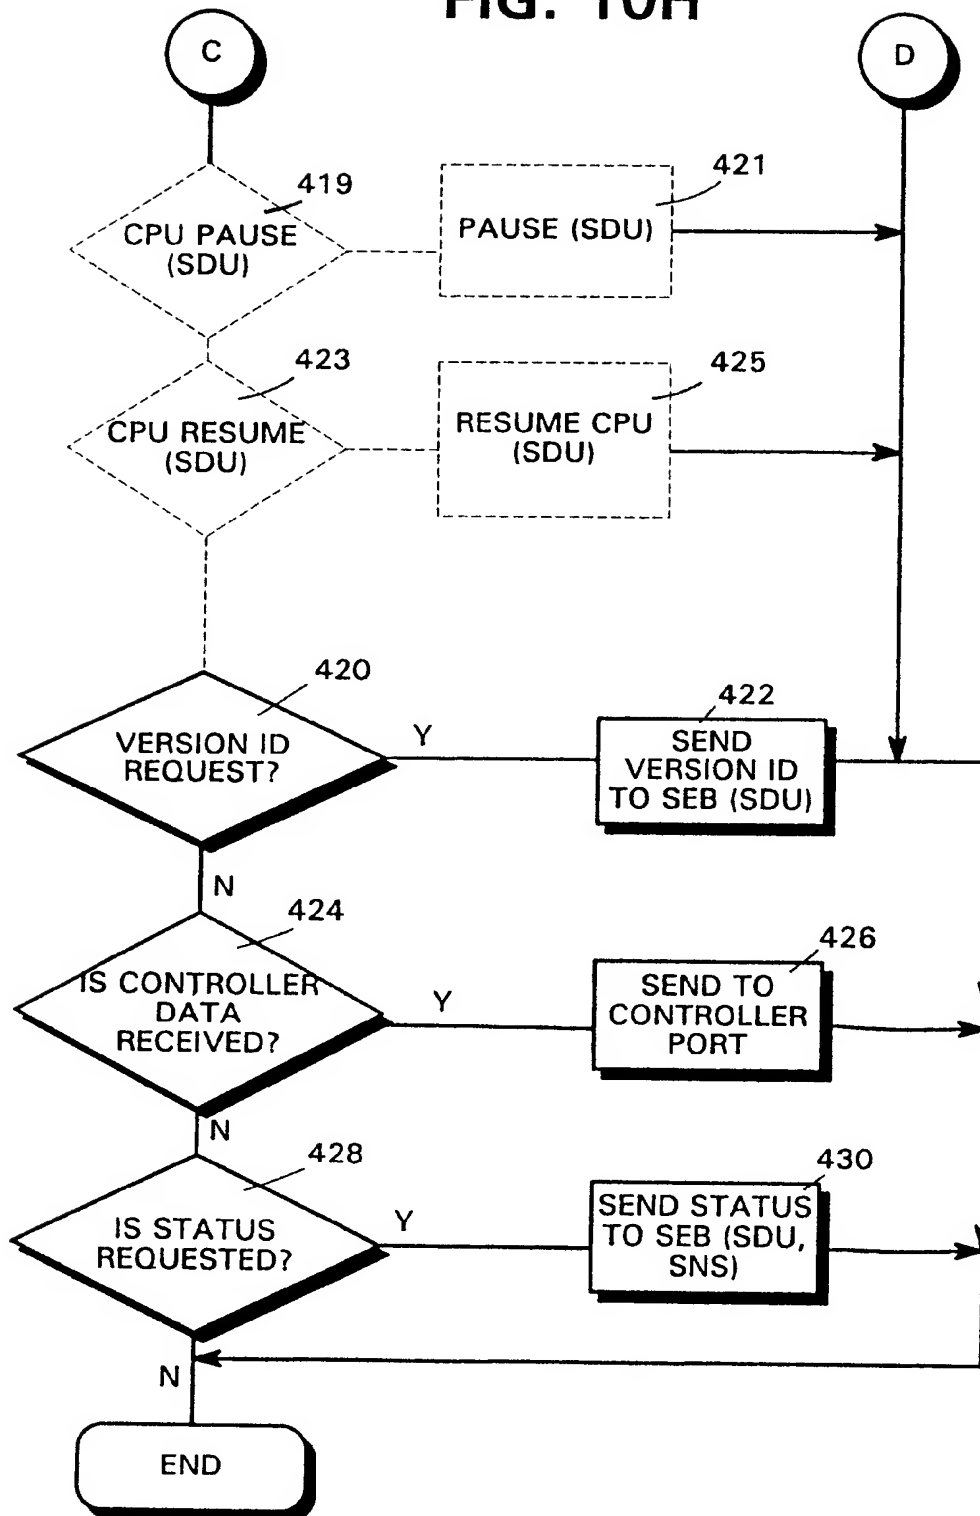 FIG. 10H
C
D
419
CPU PAUSE
(SDU)
421
PAUSE (SDU)
423
CPU RESUME
(SDU)
425
RESUME CPU
(SDU)
420
VERSION ID
REQUEST?
Y
422
SEND
VERSION ID
TO SEB (SDU)
N
424
IS CONTROLLER
DATA
RECEIVED?
Y
426
SEND TO
CONTROLLER
PORT
N
428
IS STATUS
REQUESTED?
Y
430
SEND STATUS
TO SEB (SDU,
SNS)
N
END